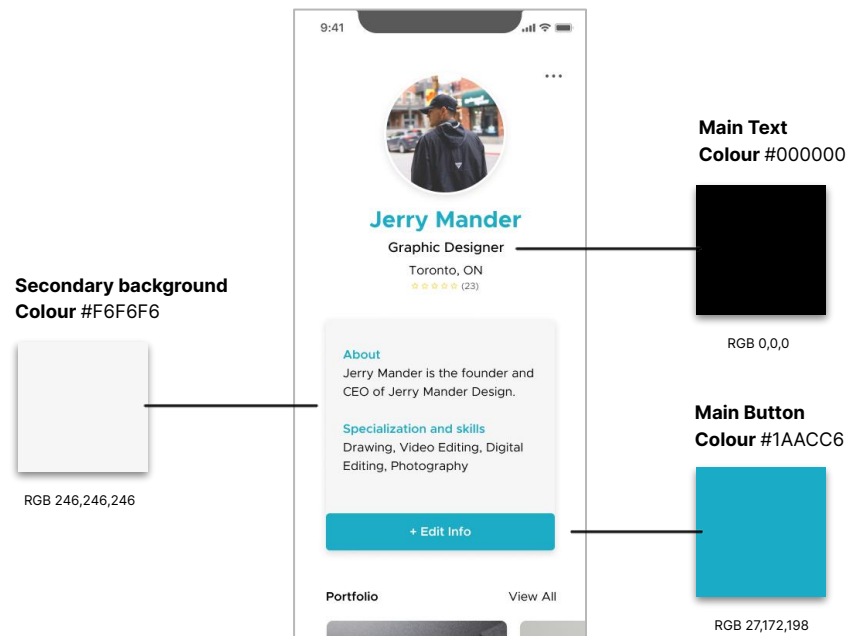 9:41
Jerry Mander
Graphic Designer
Toronto, ON
(23)
About
Jerry Mander is the founder and
CEO of Jerry Mander Design.
Specialization and skills
Drawing, Video Editing, Digital
Editing, Photography
+ Edit Info
Portfolio
View All
Secondary background
Colour #F6F6F6
RGB 246,246,246
Main Text
Colour #000000
RGB 0,0,0
Main Button
Colour #1AACC6
RGB 27,172,198